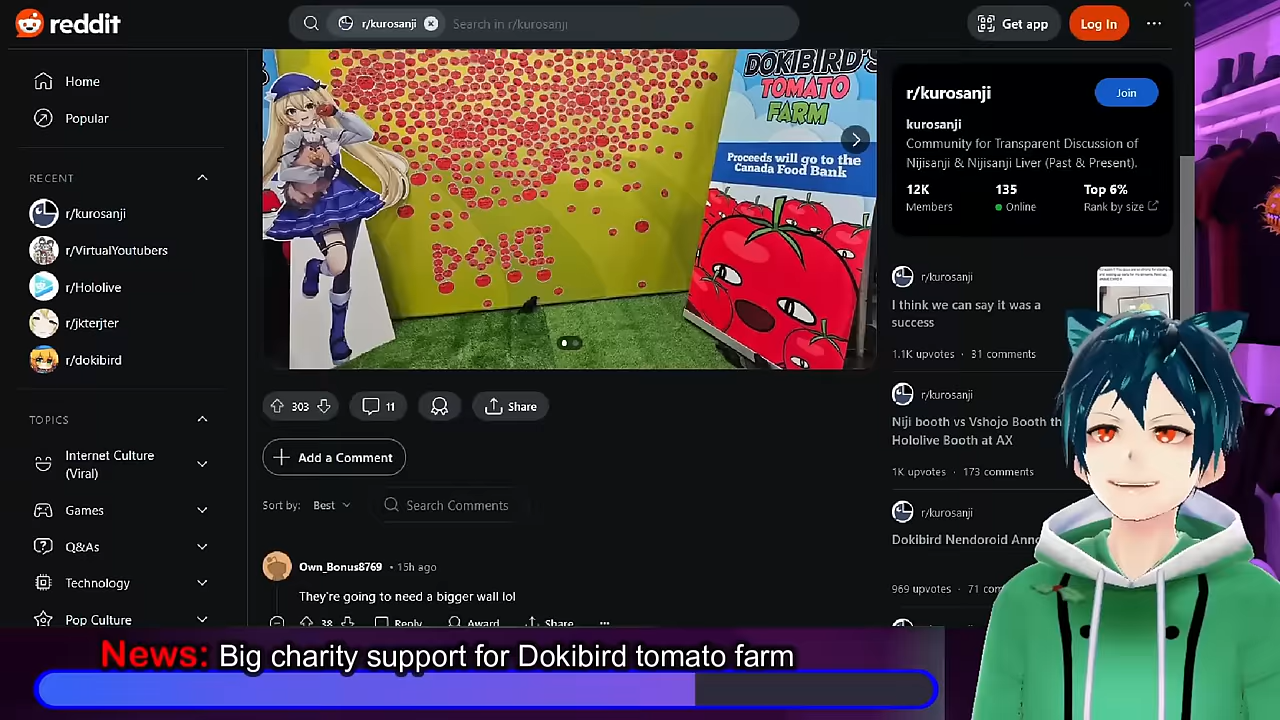 reddit
r/kurosanji
Search in r/kurosanji
Get app
Log In
Home
Popular
RECENT
r/kurosanji
r/VirtualYoutubers
r/Hololive
r/jkterjter
r/dokibird
TOPICS
Internet Culture
(Viral)
Games
Q&As
Technology
Pop Culture
DOKIBIRD'S
TOMATO
FARM
Proceeds will go to the
Canada Food Bank
DOKI
303
11
Share
Add a Comment
Sort by:
Best
Search Comments
Own_Bonus8769
• 15h ago
They're going to need a bigger wall lol
38
Reply
Award
Share
r/kurosanji
Join
kurosanji
Community for Transparent Discussion of
Nijisanji & Nijisanji Liver (Past & Present).
12K
135
Top 6%
Members
Online
Rank by size
r/kurosanji
I think we can say it was a
success
1.1K upvotes · 31 comments
r/kurosanji
Niji booth vs Vshojo Booth th
Hololive Booth at AX
1K upvotes · 173 comments
r/kurosanji
Dokibird Nendoroid Anno
969 upvotes · 71 com
News: Big charity support for Dokibird tomato farm